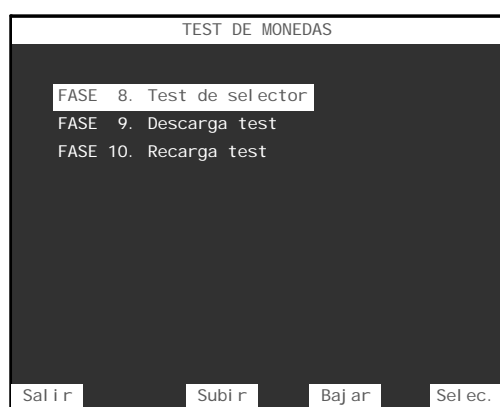 TEST DE MONEDAS
FASE 8. Test de selector
FASE 9. Descarga test
FASE 10. Recarga test
Salir Subir Bajar Selec.